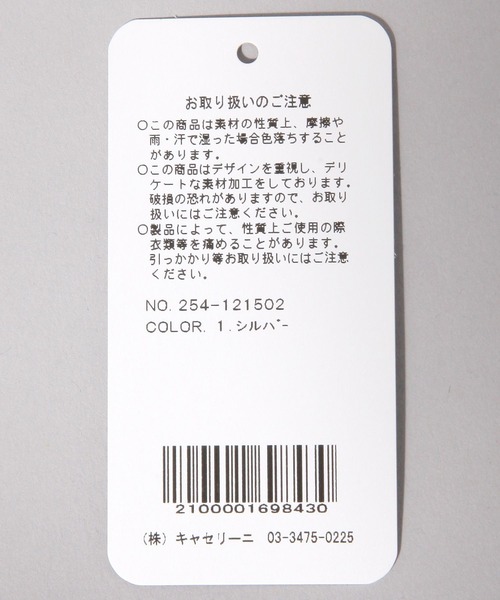 お取り扱いのご注意
○この商品は素材の性質上、摩擦や
雨・汗で湿った場合色落ちすること
があります。
○この商品はデザインを重視し、デリ
ケートな素材加工をしております。
破損の恐れがありますので、お取り
扱いにはご注意ください。
○製品によって、性質上ご使用の際
衣類等を痛めることがあります。
引っかかり等お取り扱いにはご注意
ください。
NO. 254-121502
COLOR. 1.シルバー
2100001698430
(株) キャセリーニ 03-3475-0225